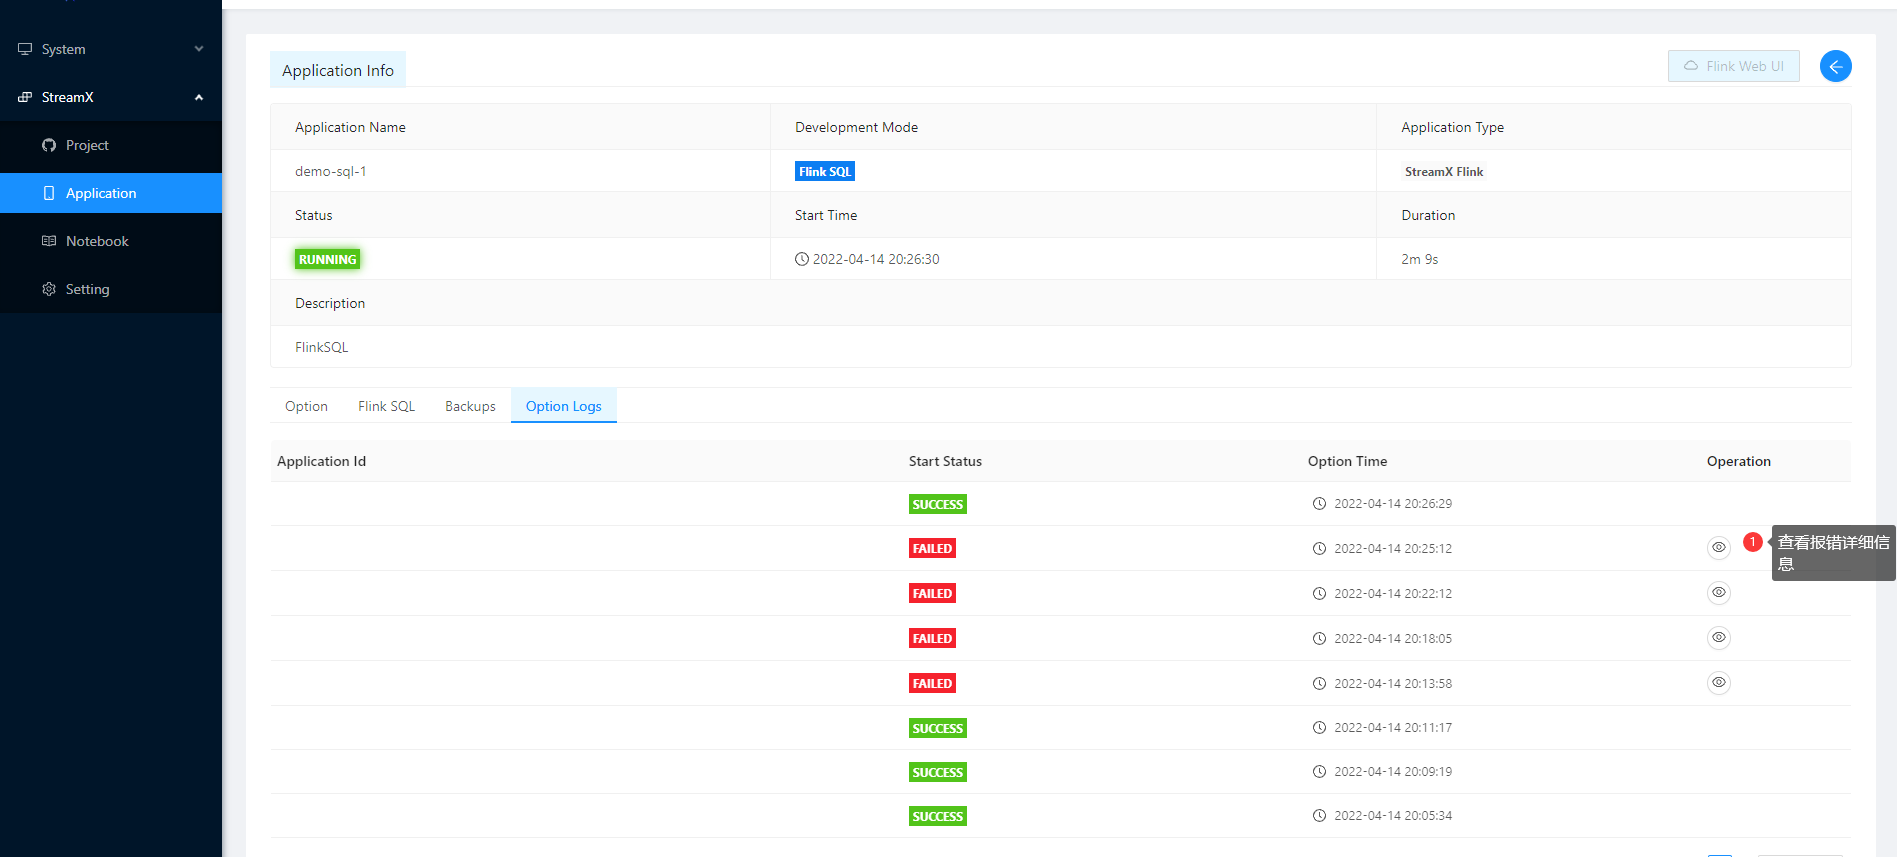 System
StreamX
Project
Application
Notebook
Setting
Application Info
Flink Web UI
Application Name
Development Mode
Application Type
demo-sql-1
Flink SQL
StreamX Flink
Status
Start Time
Duration
RUNNING
2022-04-14 20:26:30
2m 9s
Description
FlinkSQL
Option
Flink SQL
Backups
Option Logs
Application Id
Start Status
Option Time
Operation
SUCCESS
2022-04-14 20:26:29
FAILED
2022-04-14 20:25:12
1
查看报错详细信
息
FAILED
2022-04-14 20:22:12
FAILED
2022-04-14 20:18:05
FAILED
2022-04-14 20:13:58
SUCCESS
2022-04-14 20:11:17
SUCCESS
2022-04-14 20:09:19
SUCCESS
2022-04-14 20:05:34